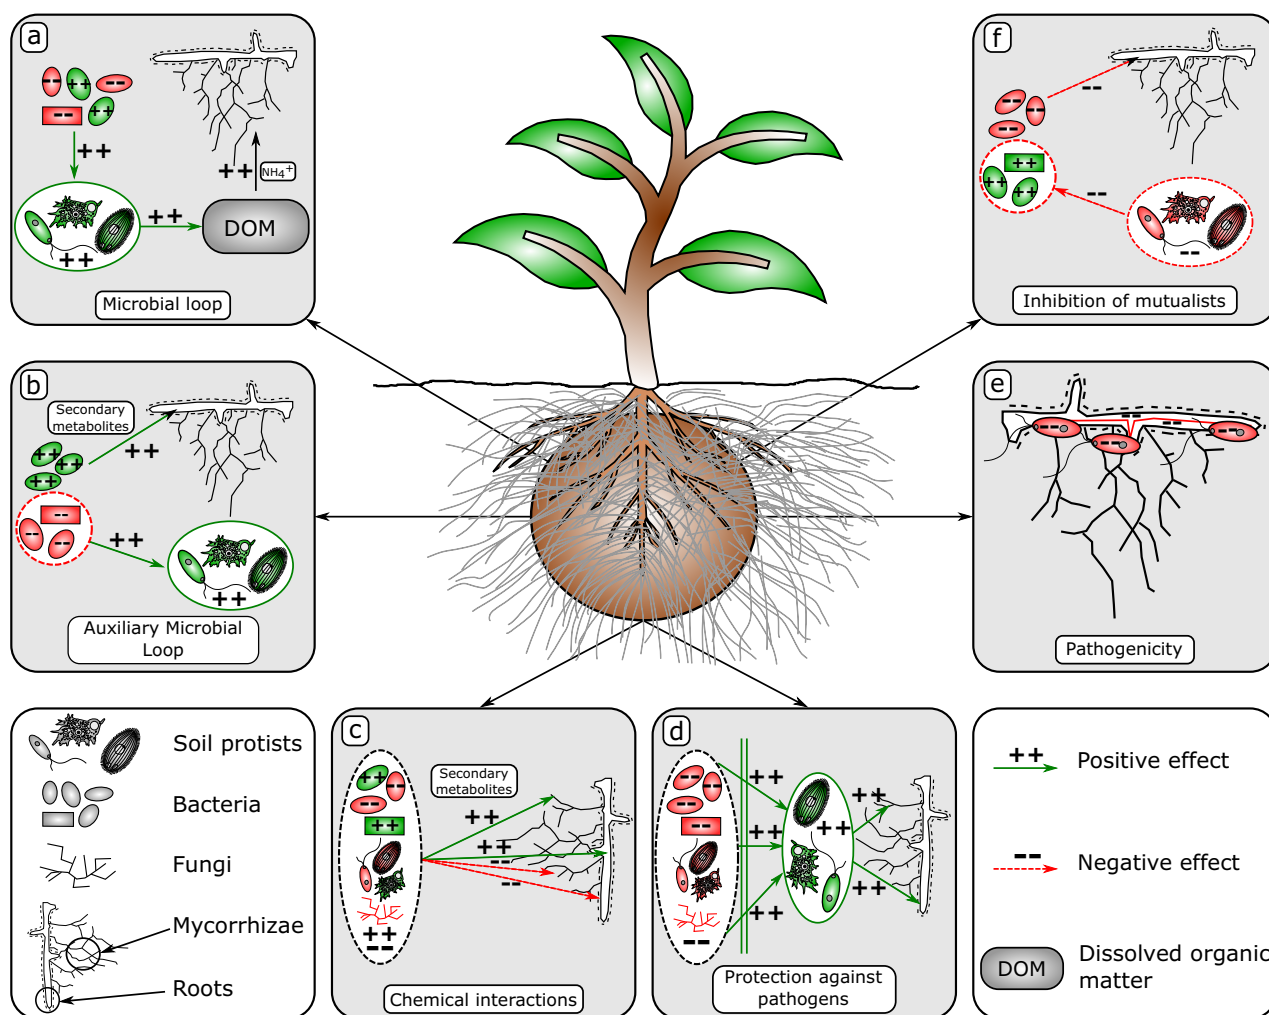 a
++
++
++
NH4+
++
++
DOM
++
Microbial loop
b
Secondary
metabolites
++
++
++
++
++
++
Auxiliary Microbial
Loop
Soil protists
Bacteria
Fungi
Mycorrhizae
Roots
c
Secondary
metabolites
++
++
++
++
++
Chemical interactions
d
++
++
++
++
++
++
Protection against
pathogens
f
--
--
--
--
++
++
++
--
--
Inhibition of mutualists
e
--
--
--
--
--
Pathogenicity
++
Positive effect
--
Negative effect
DOM
Dissolved organic
matter